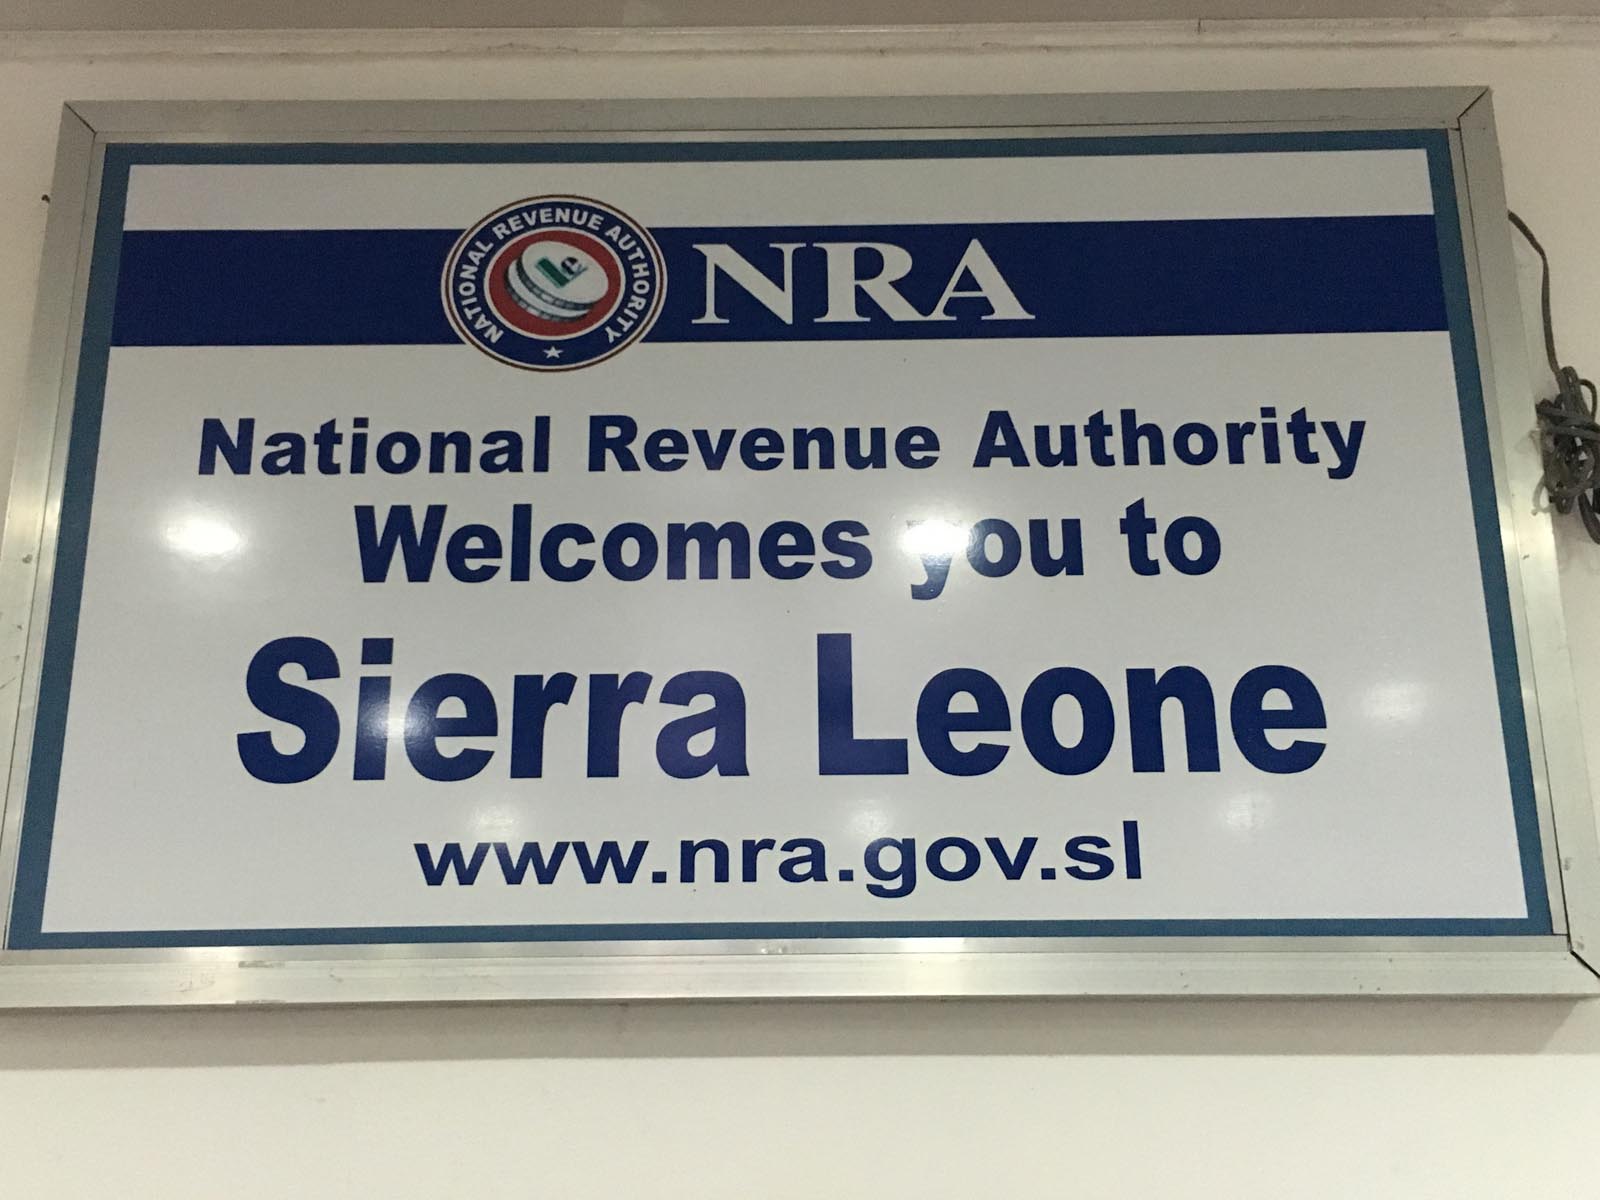 NATIONAL REVENUE AUTHORITY
NRA
National Revenue Authority
Welcomes you to
Sierra Leone
www.nra.gov.sl